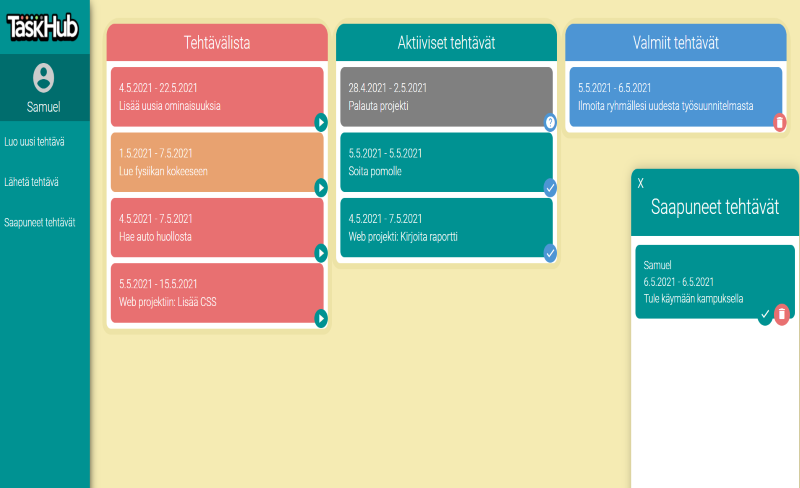 TaskHub
Samuel
Luo uusi tehtävä
Lähetä tehtävä
Saapuneet tehtävät
Tehtävälista
4.5.2021 - 22.5.2021
Lisää uusia ominaisuuksia
1.5.2021 - 7.5.2021
Lue fysiikan kokeeseen
4.5.2021 - 7.5.2021
Hae auto huollosta
5.5.2021 - 15.5.2021
Web projektiin: Lisää CSS
Aktiiviset tehtävät
28.4.2021 - 2.5.2021
Palauta projekti
?
5.5.2021 - 5.5.2021
Soita pomolle
4.5.2021 - 7.5.2021
Web projekti: Kirjoita raportti
Valmiit tehtävät
5.5.2021 - 6.5.2021
Ilmoita ryhmällesi uudesta työsuunnitelmasta
X
Saapuneet tehtävät
Samuel
6.5.2021 - 6.5.2021
Tule käymään kampuksella